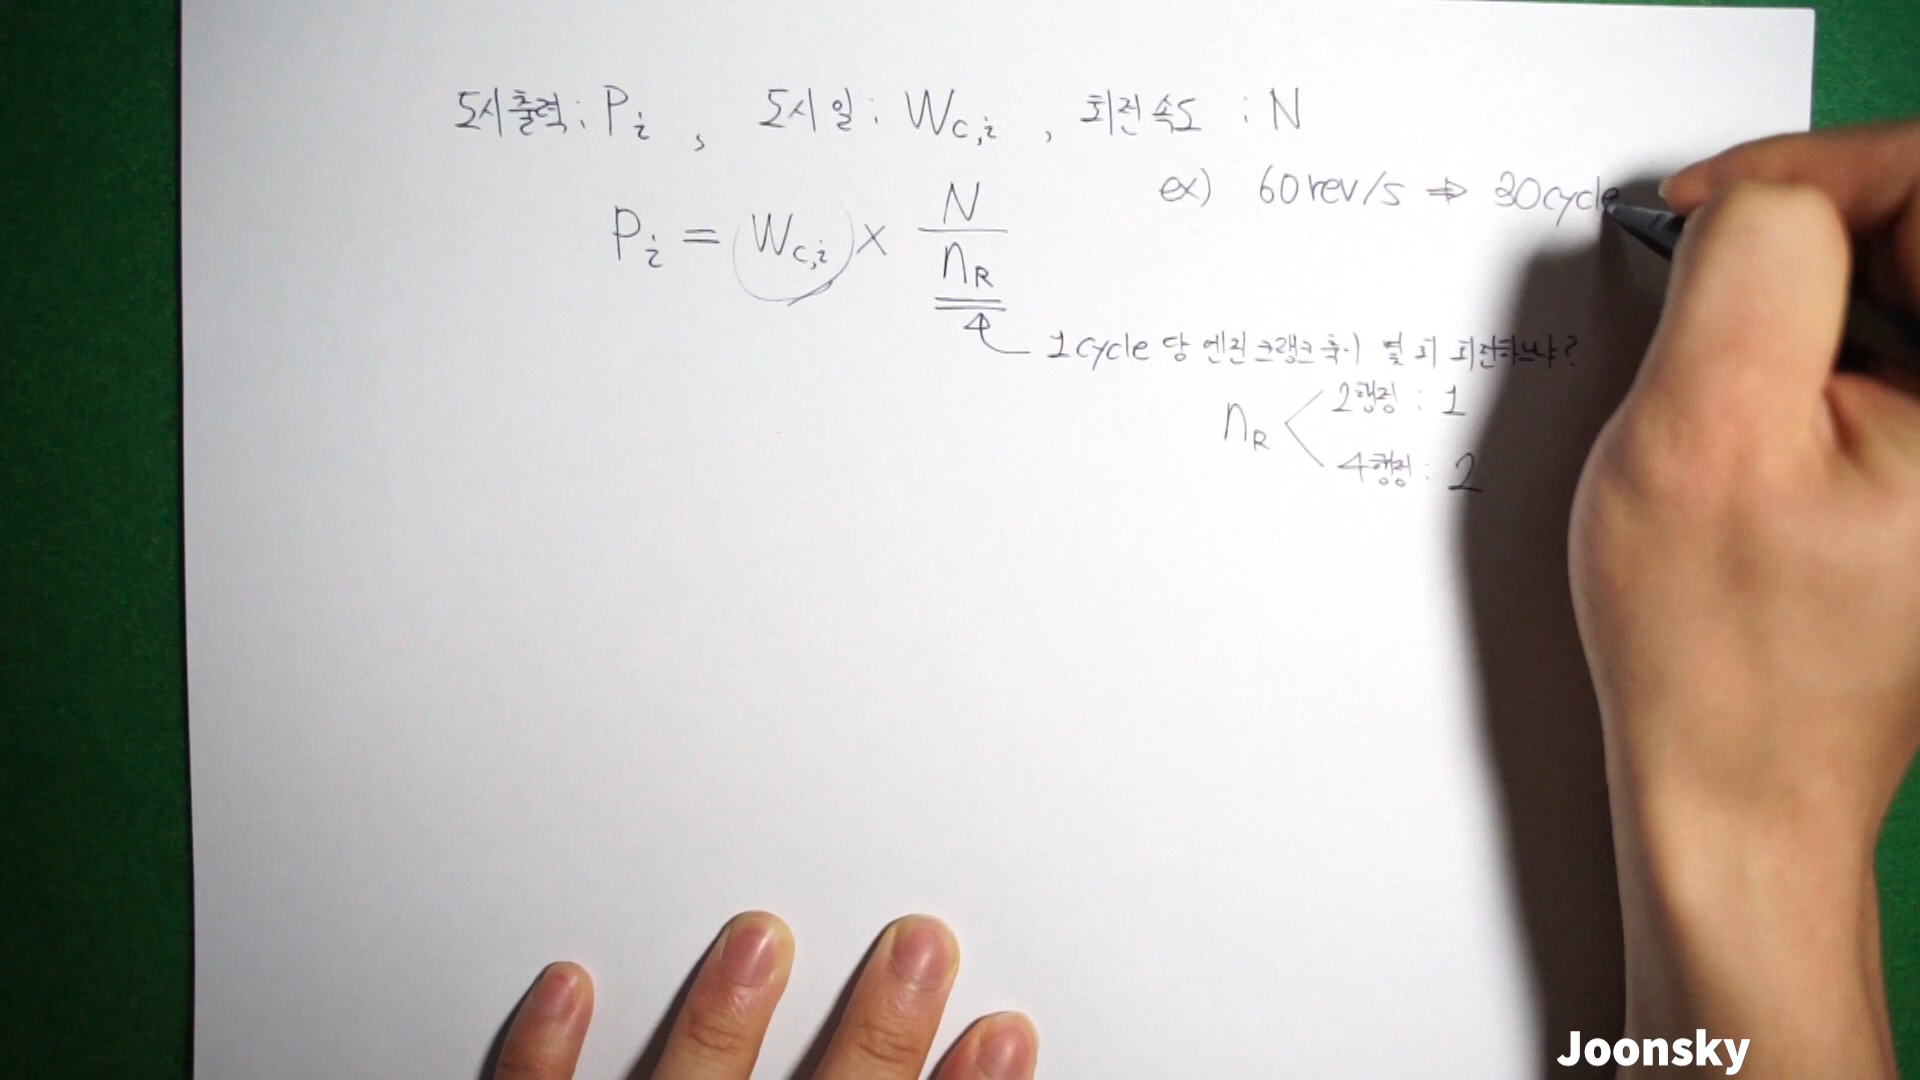 도시출력 : Pi , 도시일 : Wc,i , 회전속도 : N
ex) 60rev/s ⇒ 30cycle
Pi = Wc,i × N/nR
1cycle 당 엔진 크랭크축이 몇 회 회전하느냐?
nR < 2행정 : 1
4행정 : 2
Joonsky